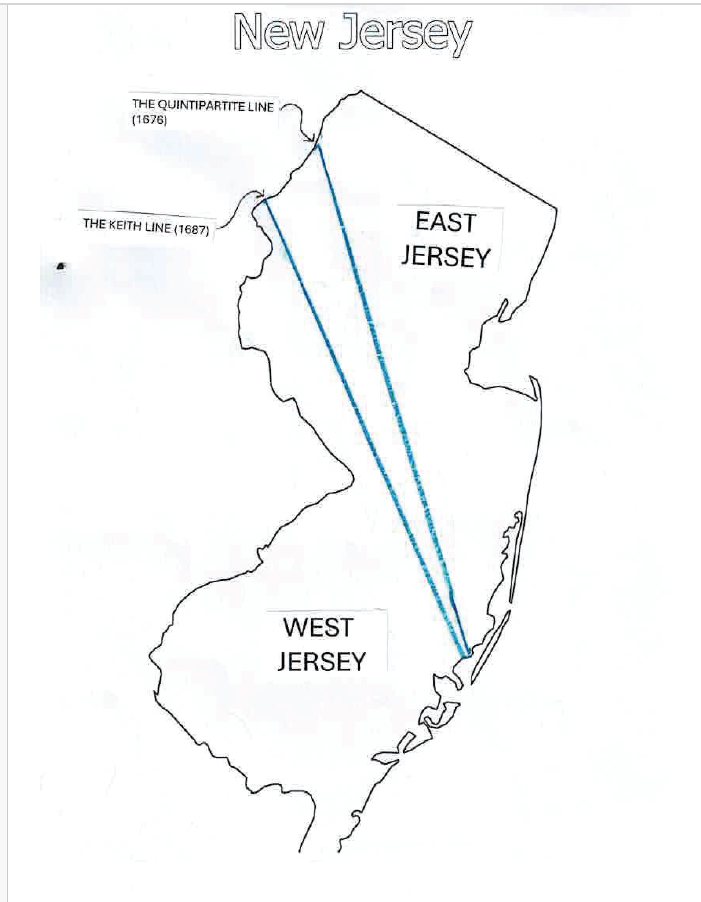 New Jersey
THE QUINTIPARTITE LINE
(1676)
THE KEITH LINE (1687)
EAST
JERSEY
WEST
JERSEY